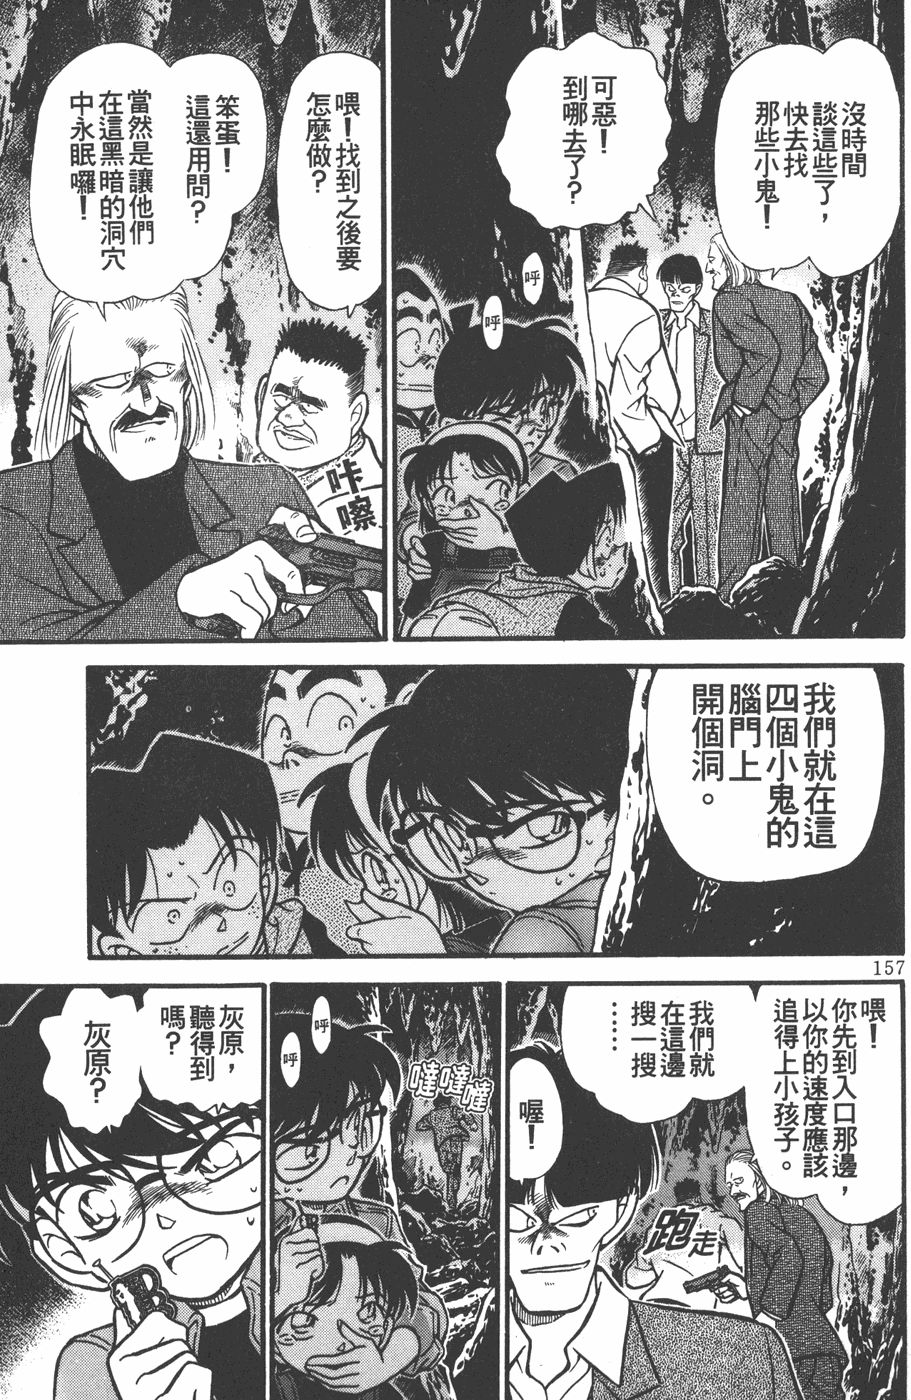 沒時間
談這些了，
快去找
那些小鬼！
可惡！
到哪去了？
呼
呼
喂！找到之後要
怎麼做？
笨蛋！
這還用問？
當然是讓他們
在這黑暗的洞穴
中永眠囉！
咔嚓
我們就在這
四個小鬼的
腦門上
開個洞。
157
喂！
你先到入口那邊，
以你的速度應該
追得上小孩子。
我們就
在這邊
搜一搜
……
跑走
喔！
噠噠噠
呼
呼
灰原，
聽得到
嗎？
灰原？